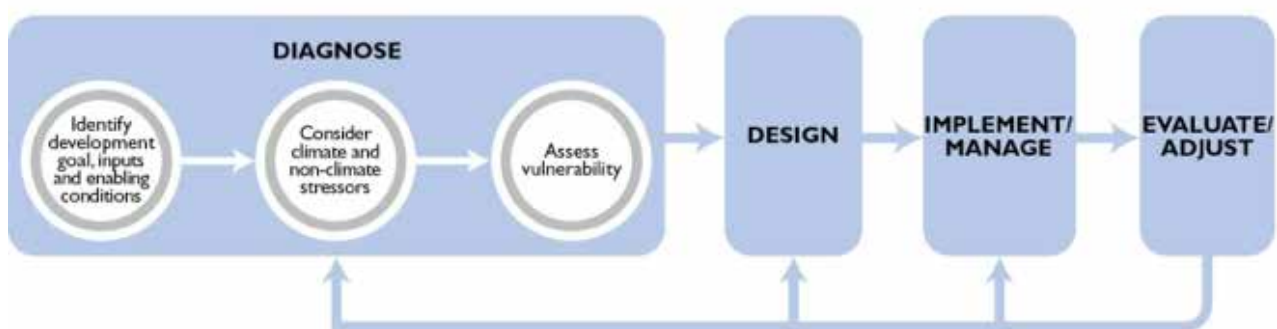 DIAGNOSE
Identify
development
goal, inputs
and enabling
conditions
Consider
climate and
non-climate
stressors
Assess
vulnerability
DESIGN
IMPLEMENT/
MANAGE
EVALUATE/
ADJUST